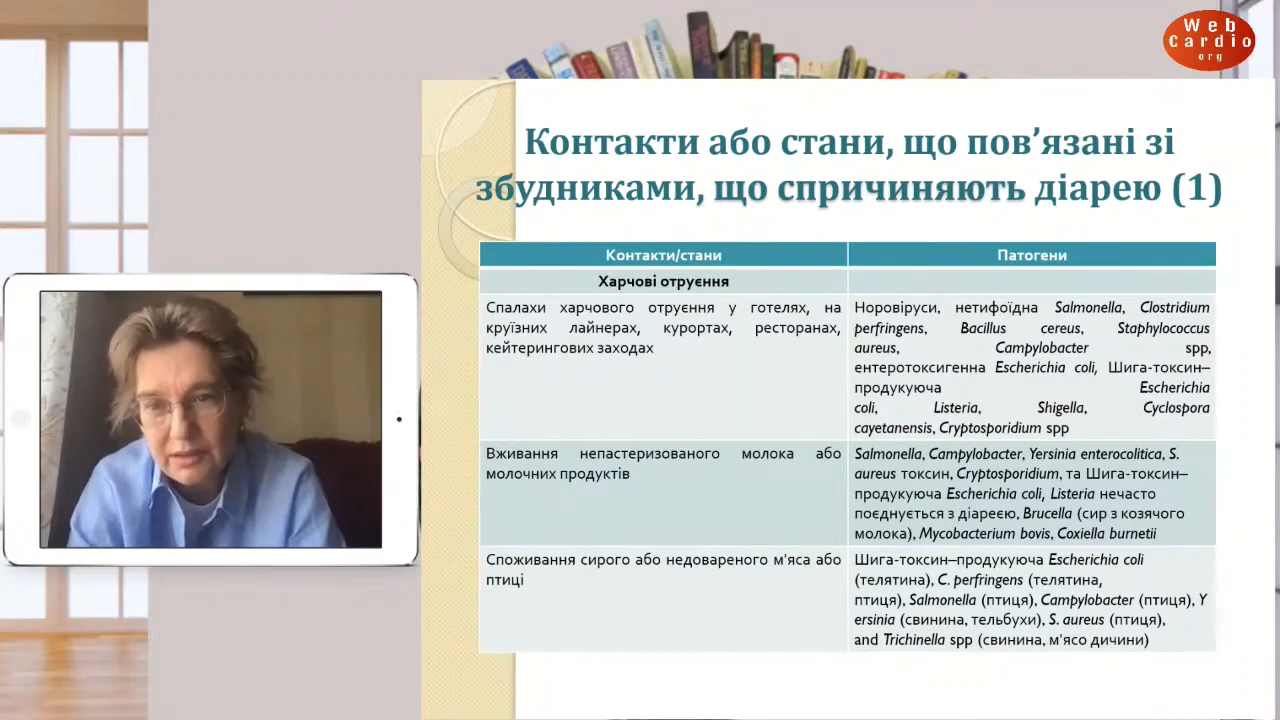 Web
Cardio
org
Контакти або стани, що пов’язані зі
збудниками, що спричиняють діарею (1)
Контакти/стани
Патогени
Харчові отруєння
Спалахи харчового отруєння у готелях, на
круїзних лайнерах, курортах, ресторанах,
кейтерингових заходах
Норовіруси, нетифоїдна Salmonella, Clostridium
perfringens, Bacillus cereus, Staphylococcus
aureus, Campylobacter spp,
ентеротоксигенна Escherichia coli, Шига-токсин–
продукуюча Escherichia
coli, Listeria, Shigella, Cyclospora
cayetanensis, Cryptosporidium spp
Вживання непастеризованого молока або
молочних продуктів
Salmonella, Campylobacter, Yersinia enterocolitica, S.
aureus токсин, Cryptosporidium, та Шига-токсин–
продукуюча Escherichia coli, Listeria нечасто
поєднується з діареєю, Brucella (сир з козячого
молока), Mycobacterium bovis, Coxiella burnetii
Споживання сирого або недовареного м'яса або
птиці
Шига-токсин–продукуюча Escherichia coli
(телятина), C. perfringens (телятина,
птиця), Salmonella (птиця), Campylobacter (птиця), Y
ersinia (свинина, тельбухи), S. aureus (птиця),
and Trichinella spp (свинина, м'ясо дичини)